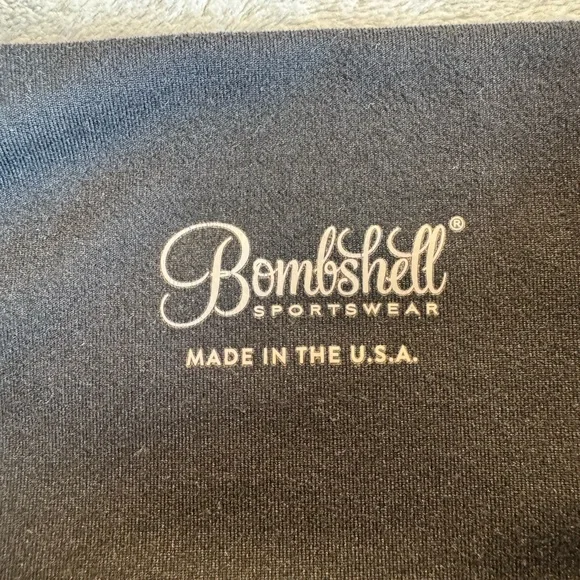 Bombshell®
SPORTSWEAR
MADE IN THE U.S.A.